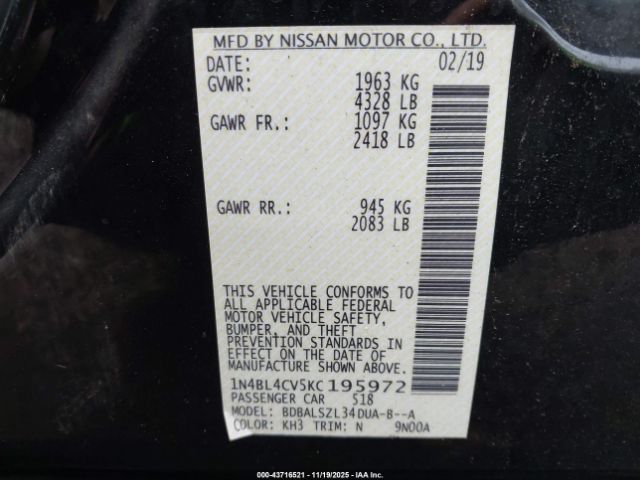 MFD BY NISSAN MOTOR CO., LTD.
DATE: 02/19
GVWR: 1963 KG
4328 LB
GAWR FR.: 1097 KG
2418 LB
GAWR RR.: 945 KG
2083 LB
THIS VEHICLE CONFORMS TO
ALL APPLICABLE FEDERAL
MOTOR VEHICLE SAFETY,
BUMPER, AND THEFT
PREVENTION STANDARDS IN
EFFECT ON THE DATE OF
MANUFACTURE SHOWN ABOVE.
1N4BL4CV5KC195972
PASSENGER CAR 518
MODEL: BDBALSZL34DUA-B--A
COLOR: KH3 TRIM: N 9N00A
000-43716521 - 11/19/2025 - iaai.com